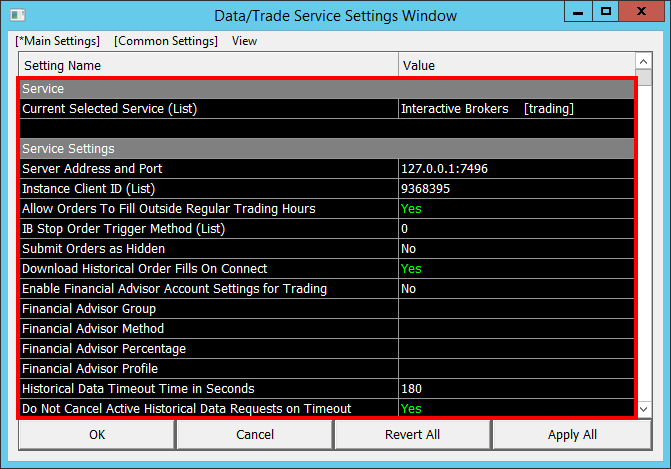 Data/Trade Service Settings Window
[*Main Settings] [Common Settings] View
Setting Name Value
Service
Current Selected Service (List) Interactive Brokers [trading]
Service Settings
Server Address and Port 127.0.0.1:7496
Instance Client ID (List) 9368395
Allow Orders To Fill Outside Regular Trading Hours Yes
IB Stop Order Trigger Method (List) 0
Submit Orders as Hidden No
Download Historical Order Fills On Connect Yes
Enable Financial Advisor Account Settings for Trading No
Financial Advisor Group
Financial Advisor Method
Financial Advisor Percentage
Financial Advisor Profile
Historical Data Timeout Time in Seconds 180
Do Not Cancel Active Historical Data Requests on Timeout Yes
OK Cancel Revert All Apply All